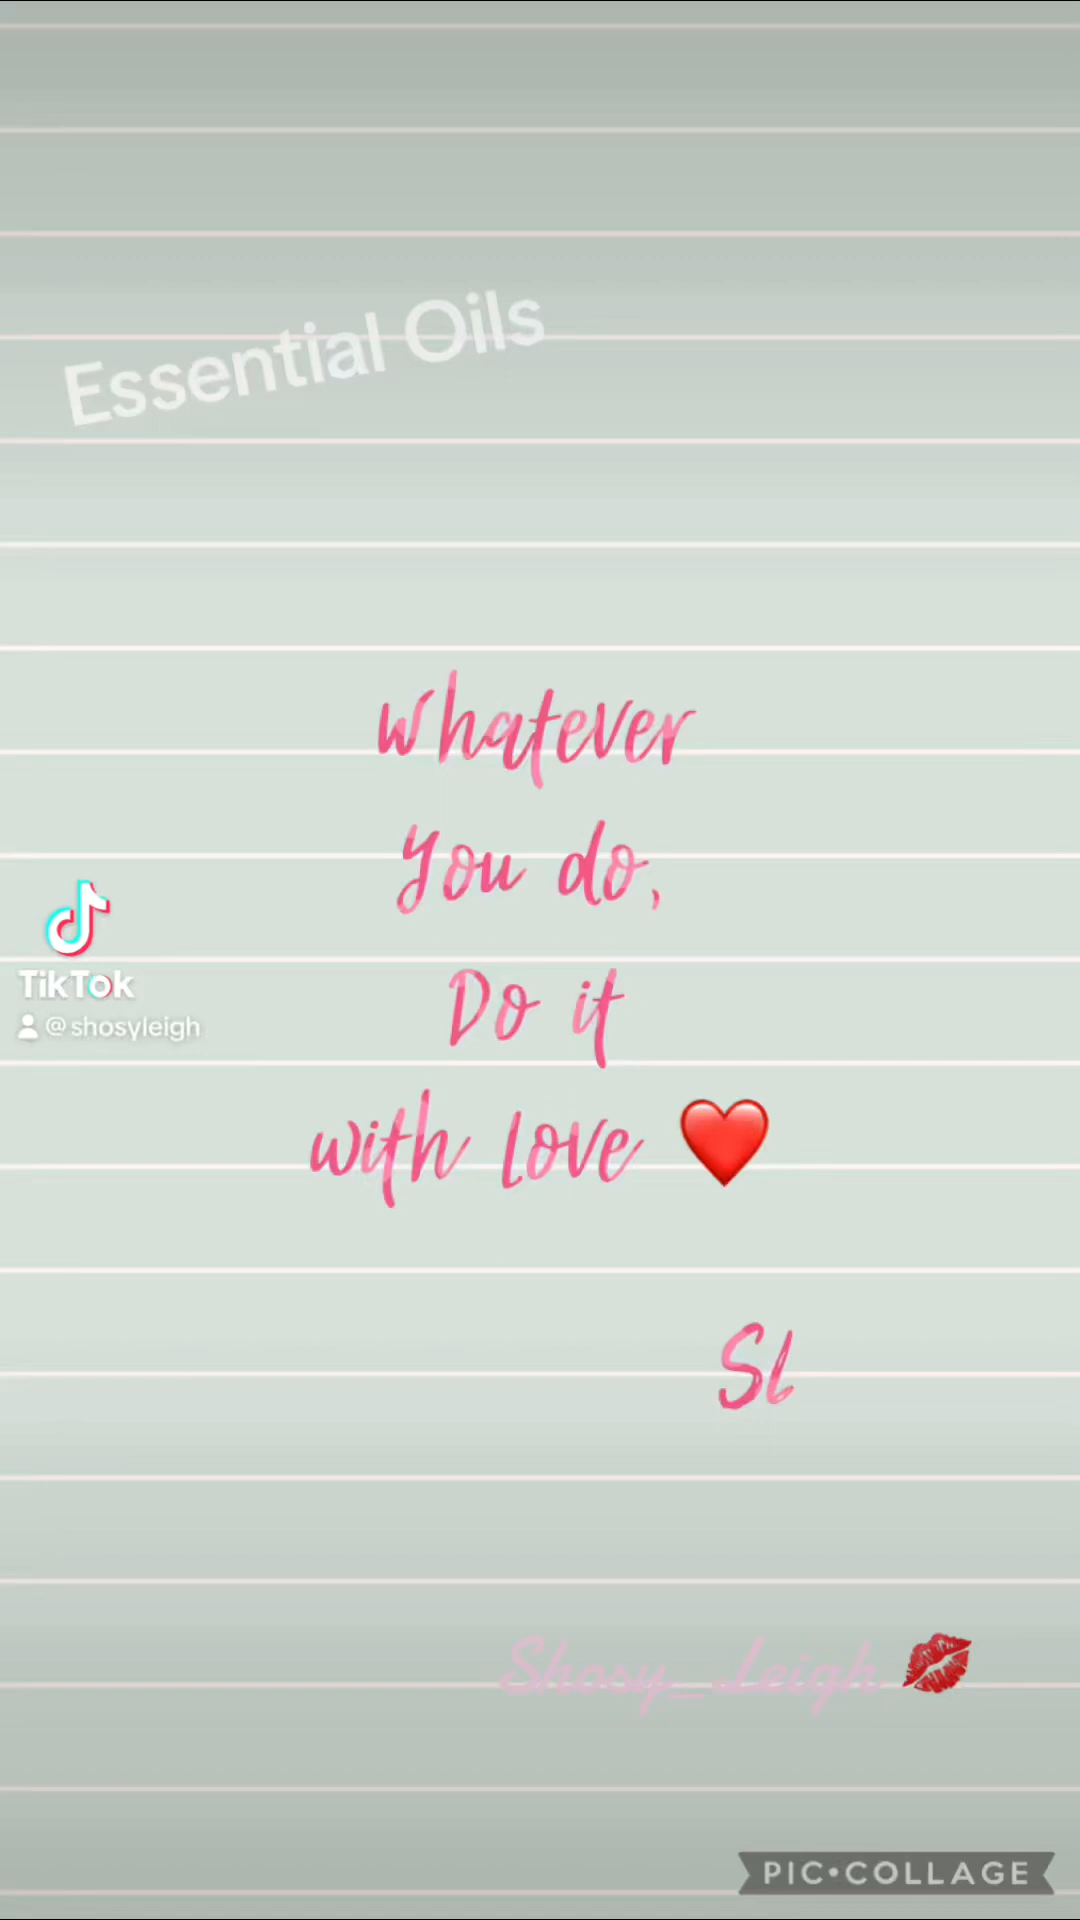 Essential Oils
whatever
You do,
Do it
with Love ❤️
TikTok
@shosyleigh
SL
Shosy_Leigh 💋
PIC•COLLAGE